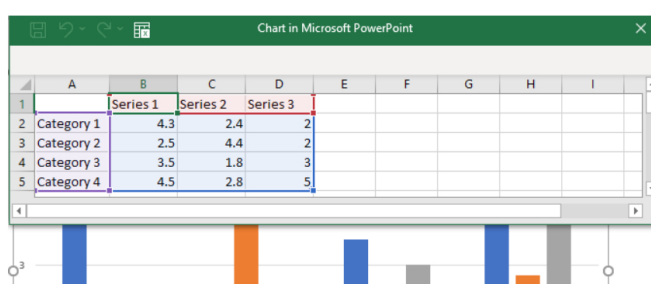 Chart in Microsoft PowerPoint
A B C D E F G H I
1 Series 1 Series 2 Series 3
2 Category 1 4.3 2.4 2
3 Category 2 2.5 4.4 2
4 Category 3 3.5 1.8 3
5 Category 4 4.5 2.8 5
3